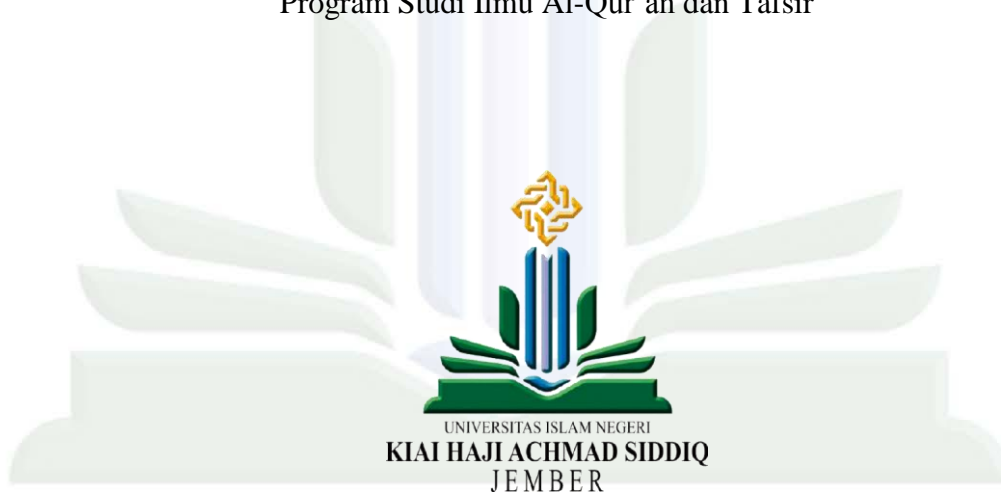 Program Studi Ilmu Al-Qur'an dan Tafsir
UNIVERSITAS ISLAM NEGERI
KIAI HAJI ACHMAD SIDDIQ
JEMBER